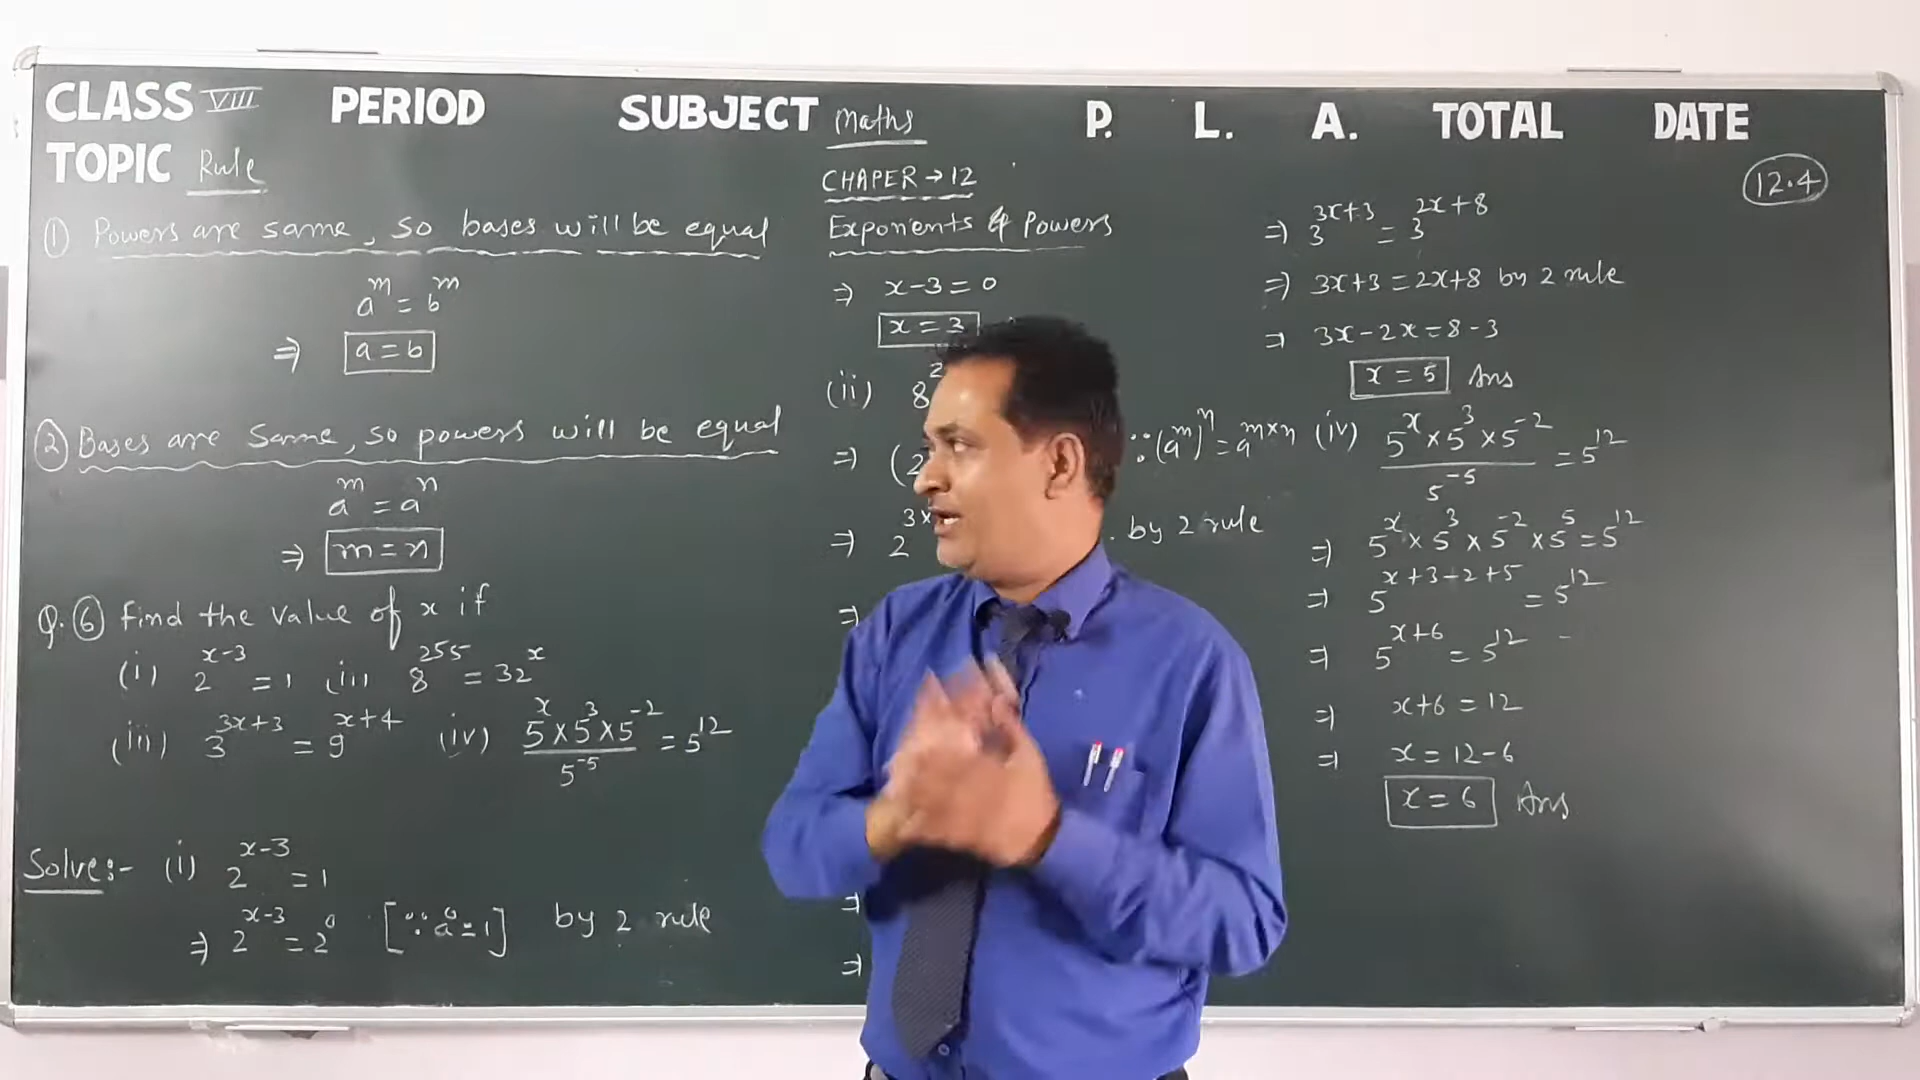 CLASS VIII PERIOD SUBJECT Maths P. L. A. TOTAL DATE
TOPIC Rule
① Powers are same, so bases will be equal
a^m = b^m
⇒ a = b
② Bases are same, so powers will be equal
a^m = a^n
⇒ m = n
Q.⑥ find the value of x if
(i) 2^{x-3} = 1 (ii) 8^{255} = 32^x
(iii) 3^{3x+3} = 9^{x+4} (iv) \frac{5^x × 5^3 × 5^{-2}}{5^{-5}} = 5^{12}
Solve:- (i) 2^{x-3} = 1
⇒ 2^{x-3} = 2^0 [∵ a^0 = 1] by 2 rule
CHAPER → 12
Exponents & Powers
⇒ x-3 = 0
x = 3
(ii) 8^2
⇒ (2 ∵ (a^m)^n = a^{m×n}
⇒ 2^{3× by 2 rule
⇒
⇒
⇒
12.4
⇒ 3^{3x+3} = 3^{2x+8}
⇒ 3x+3 = 2x+8 by 2 rule
⇒ 3x-2x = 8-3
x = 5 Ans
(iv) \frac{5^x × 5^3 × 5^{-2}}{5^{-5}} = 5^{12}
⇒ 5^x × 5^3 × 5^{-2} × 5^5 = 5^{12}
⇒ 5^{x+3-2+5} = 5^{12}
⇒ 5^{x+6} = 5^{12}
⇒ x+6 = 12
⇒ x = 12-6
x = 6 Ans